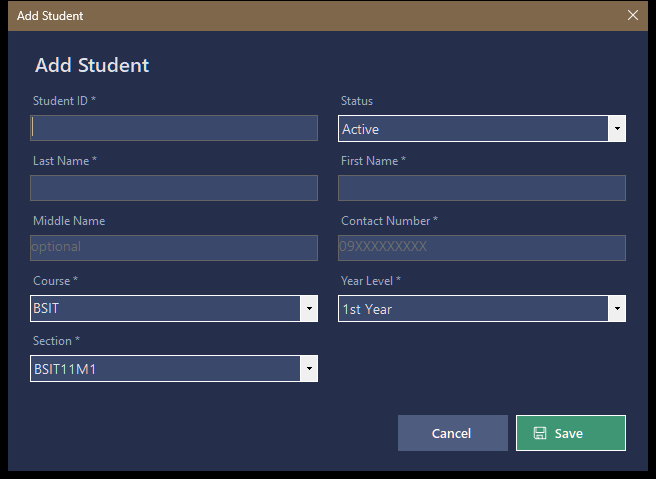 Add Student
Add Student
Student ID *
Status
Active
Last Name *
First Name *
Middle Name
Contact Number *
optional
09XXXXXXXXX
Course *
Year Level *
BSIT
1st Year
Section *
BSIT11M1
Cancel
Save